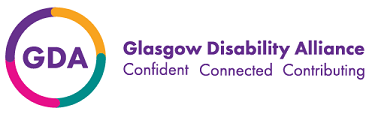 GDA
Glasgow Disability Alliance
Confident Connected Contributing